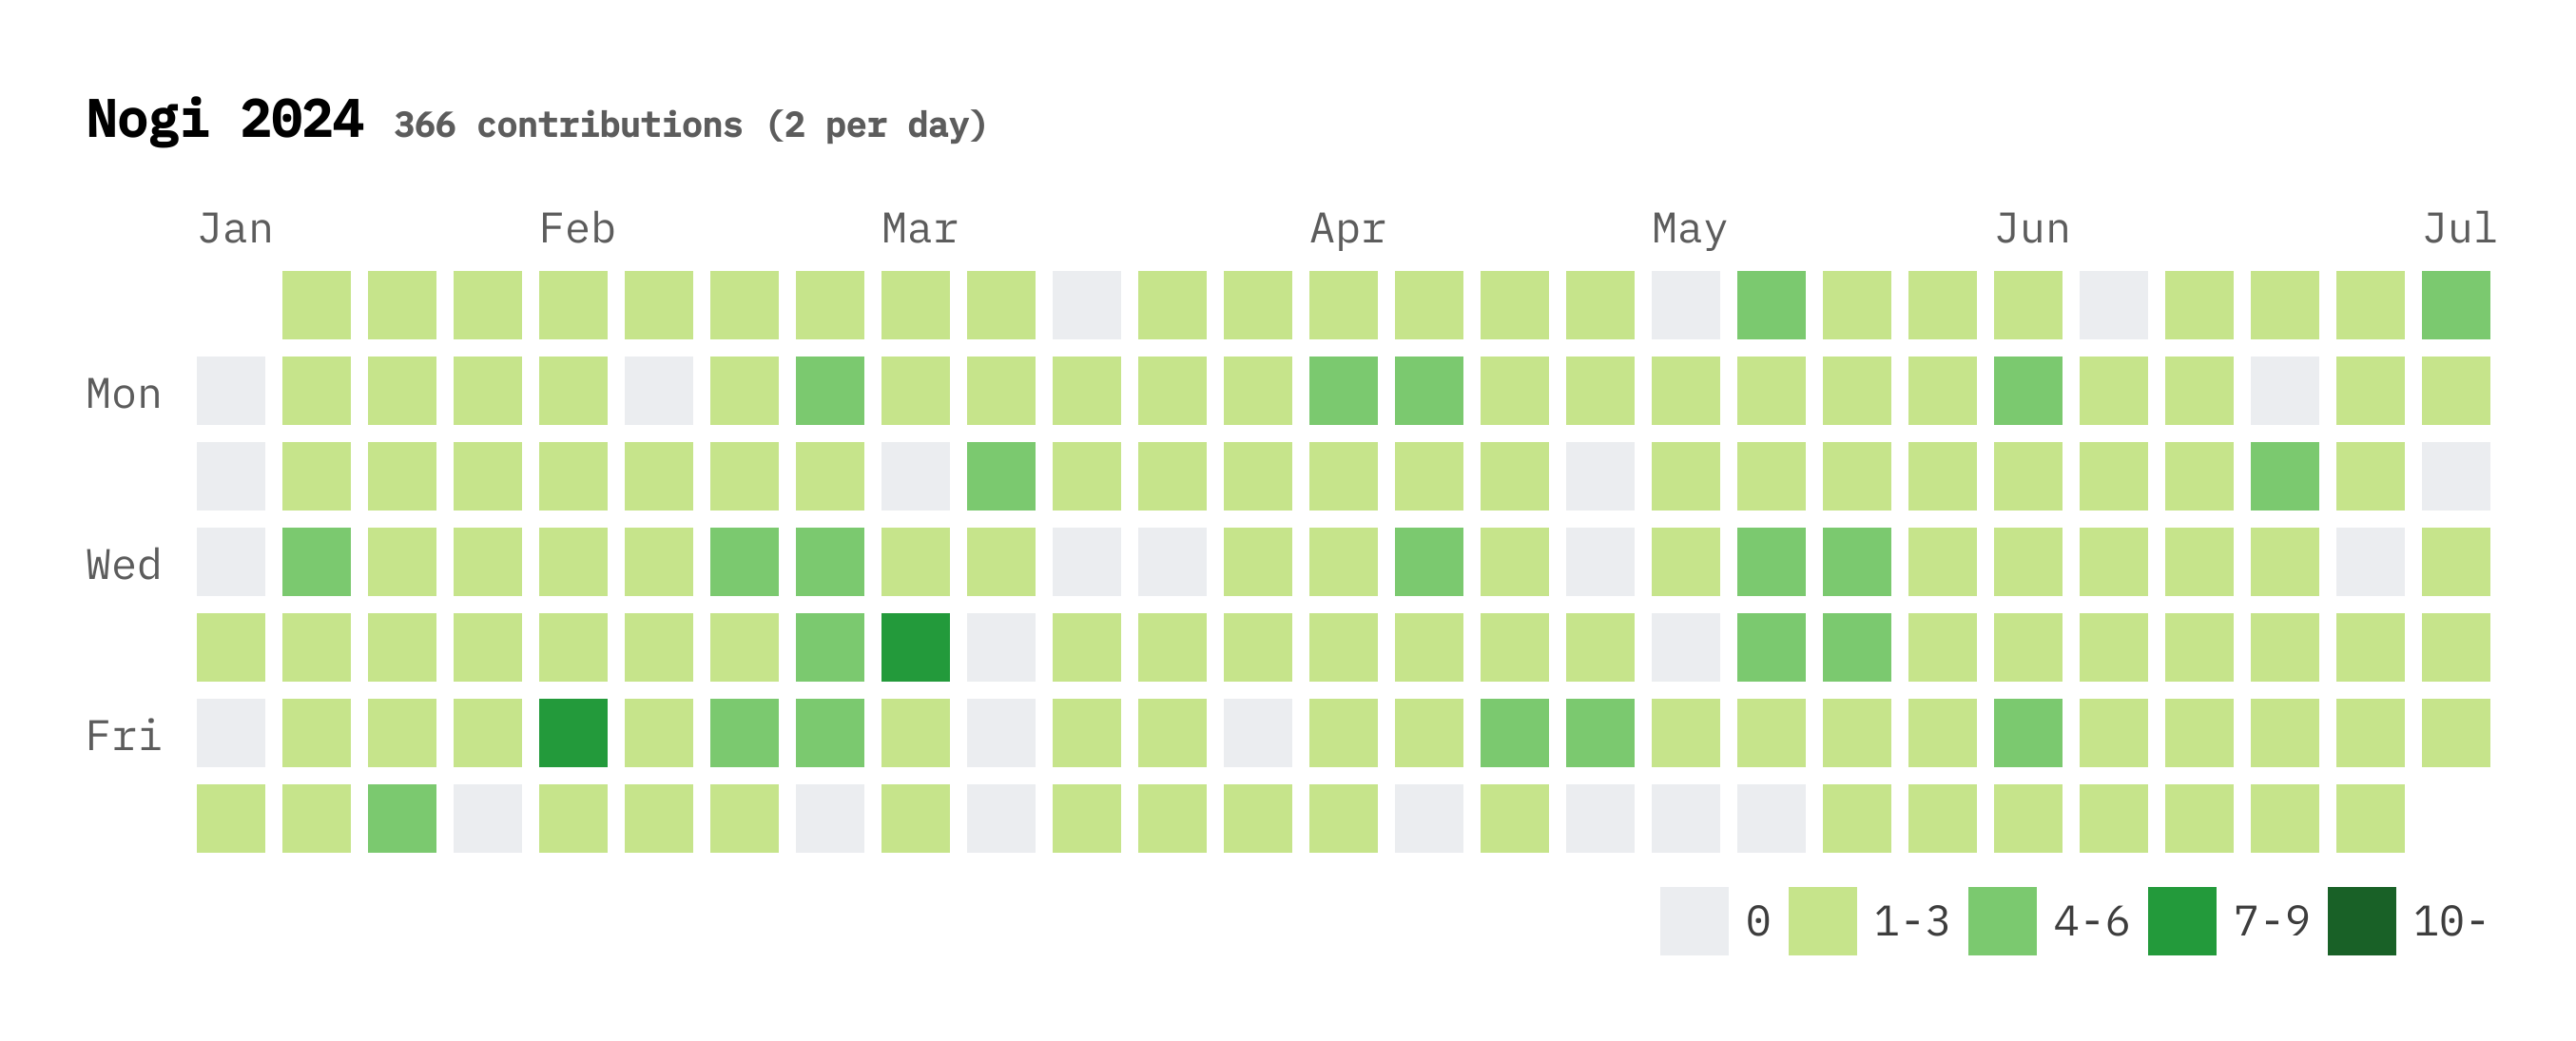 Nogi 2024 366 contributions (2 per day)
Jan Feb Mar Apr May Jun Jul
Mon
Wed
Fri
0 1-3 4-6 7-9 10-